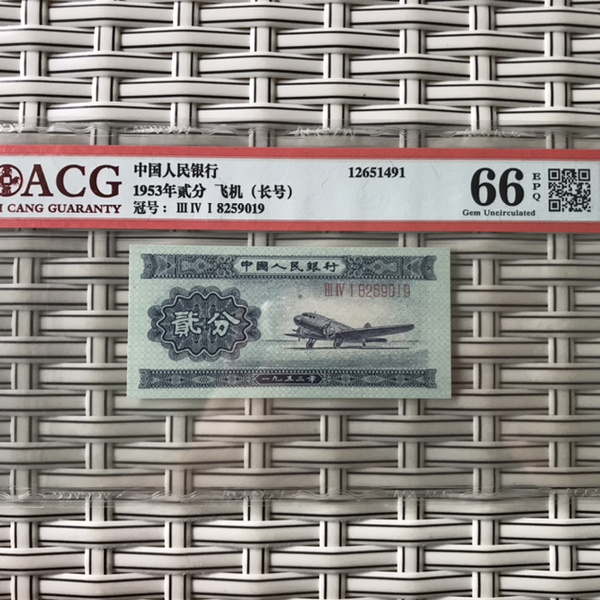 ACG
I CANG GUARANTY
中国人民银行
1953年贰分 飞机（长号）
冠号：Ⅲ Ⅳ Ⅰ 8259019
12651491
66
EPQ
Gem Uncirculated
中國人民銀行
Ⅲ Ⅳ Ⅰ 8259019
貳分
一九五三年